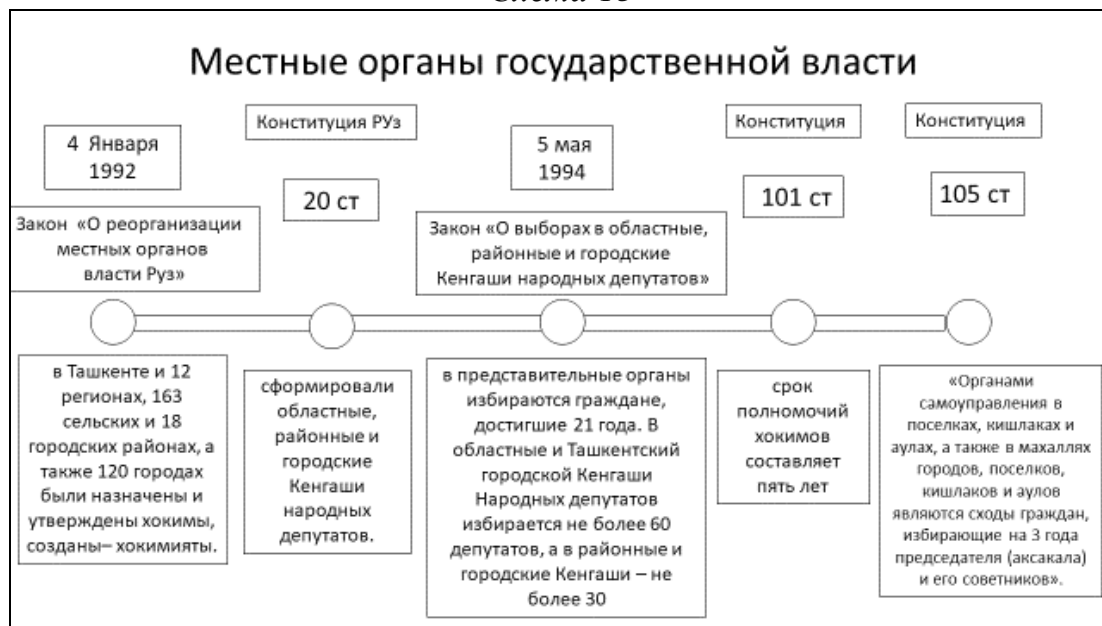 Местные органы государственной власти
4 Января
1992
Закон «О реорганизации
местных органов
власти Руз»
Конституция РУз
20 ст
5 мая
1994
Закон «О выборах в областные,
районные и городские
Кенгаши народных депутатов»
Конституция
101 ст
Конституция
105 ст
в Ташкенте и 12
регионах, 163
сельских и 18
городских районах, а
также 120 городах
были назначены и
утверждены хокимы,
созданы– хокимияты.
сформировали
областные,
районные и
городские
Кенгаши
народных
депутатов.
в представительные органы
избираются граждане,
достигшие 21 года. В
областные и Ташкентский
городской Кенгаши
Народных депутатов
избирается не более 60
депутатов, а в районные и
городские Кенгаши – не
более 30
срок
полномочий
хокимов
составляет
пять лет
«Органами
самоуправления в
поселках, кишлаках и
аулах, а также в махаллях
городов, поселков,
кишлаков и аулов
являются сходы граждан,
избирающие на 3 года
председателя (аксакала)
и его советников».